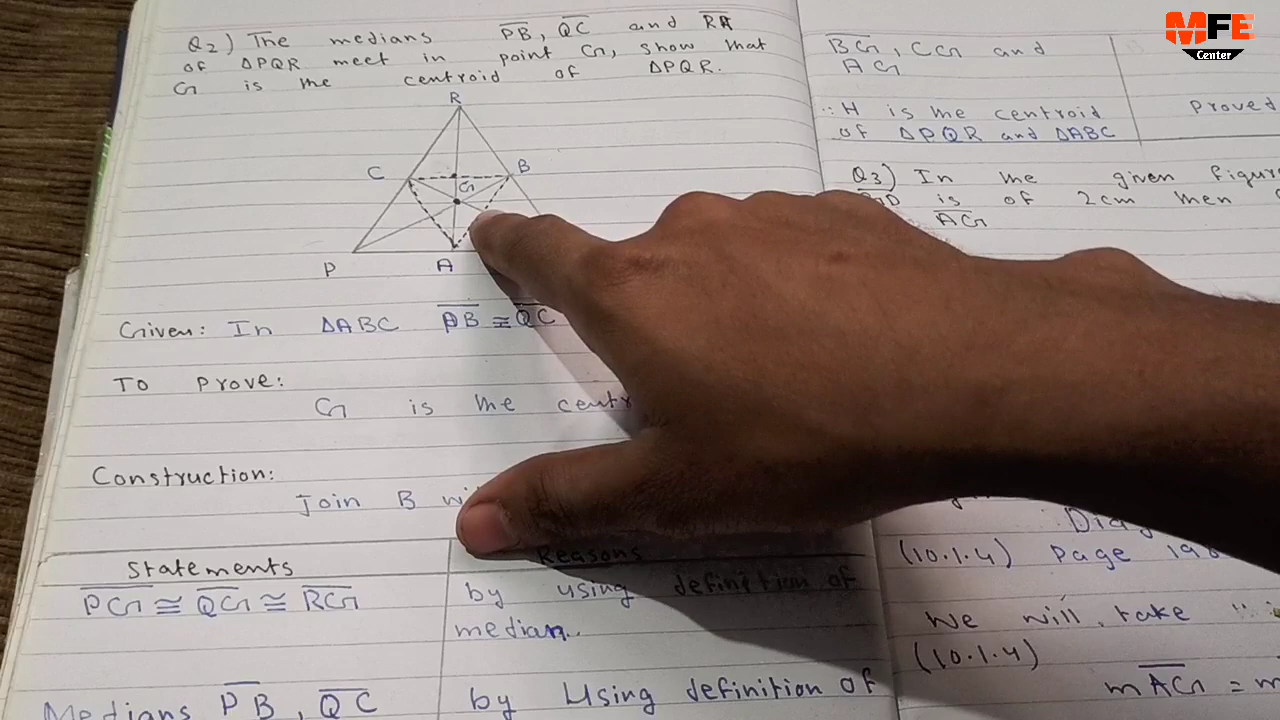 Q2) The medians PB, QC and RA
of ΔPQR meet in point G, show that
G is the centroid of ΔPQR.
R
C
B
G
P
A
Given: In ΔABC PB ≅ QC
To Prove:
G is the
Construction:
Join B
Statements
Reasons
PG ≅ QG ≅ RG
by using definition of
median.
Medians PB, QC
by Using definition of
BG, CG and
AG
∴ H is the centroid
of ΔPQR and ΔABC
Proved
Q3) In the given figure
is of 2cm then
AG
(10.1.4) Page
We will take
(10.1.4)
mAG =
MFE
Center